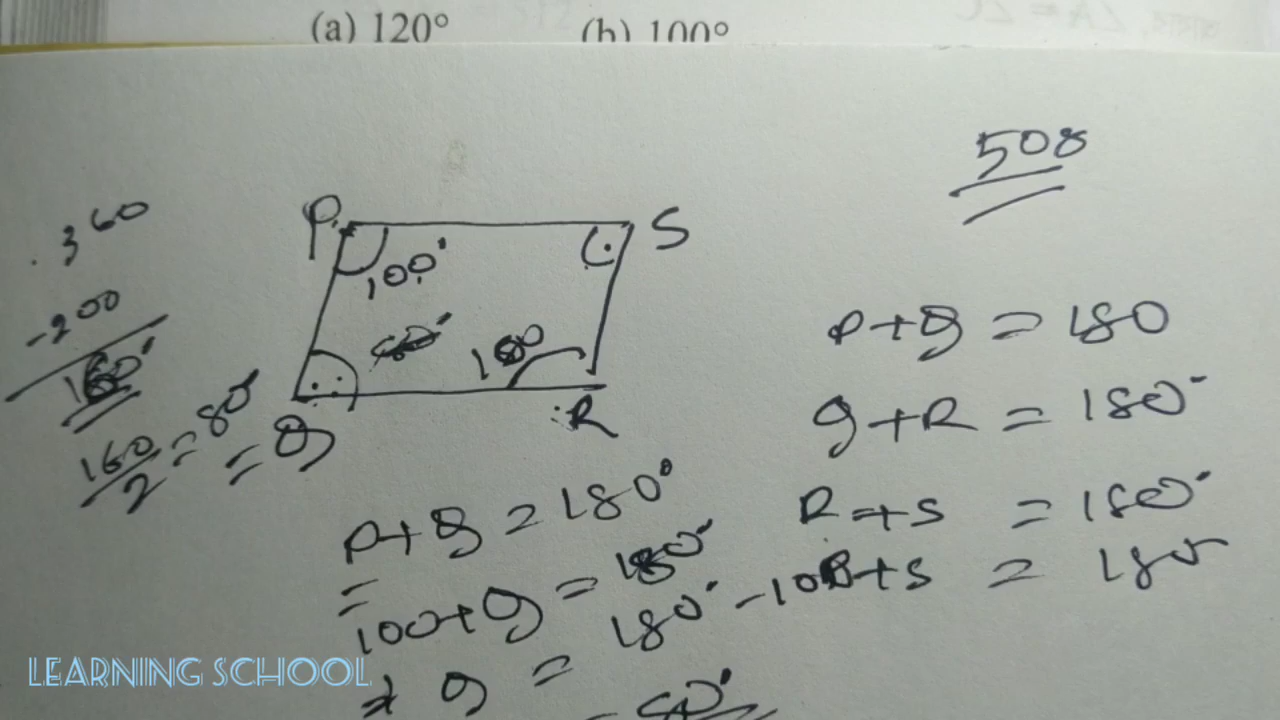 (a) 120° (b) 100°
508
360
-200
160°
160/2 = 80°
= Q
P S
100°
100
Q R
P+Q = 180°
=
100+Q = 180°
Q = 180° -100
P+Q = 180
Q+R = 180°
R+S = 180°
+S = 180
LEARNING SCHOOL